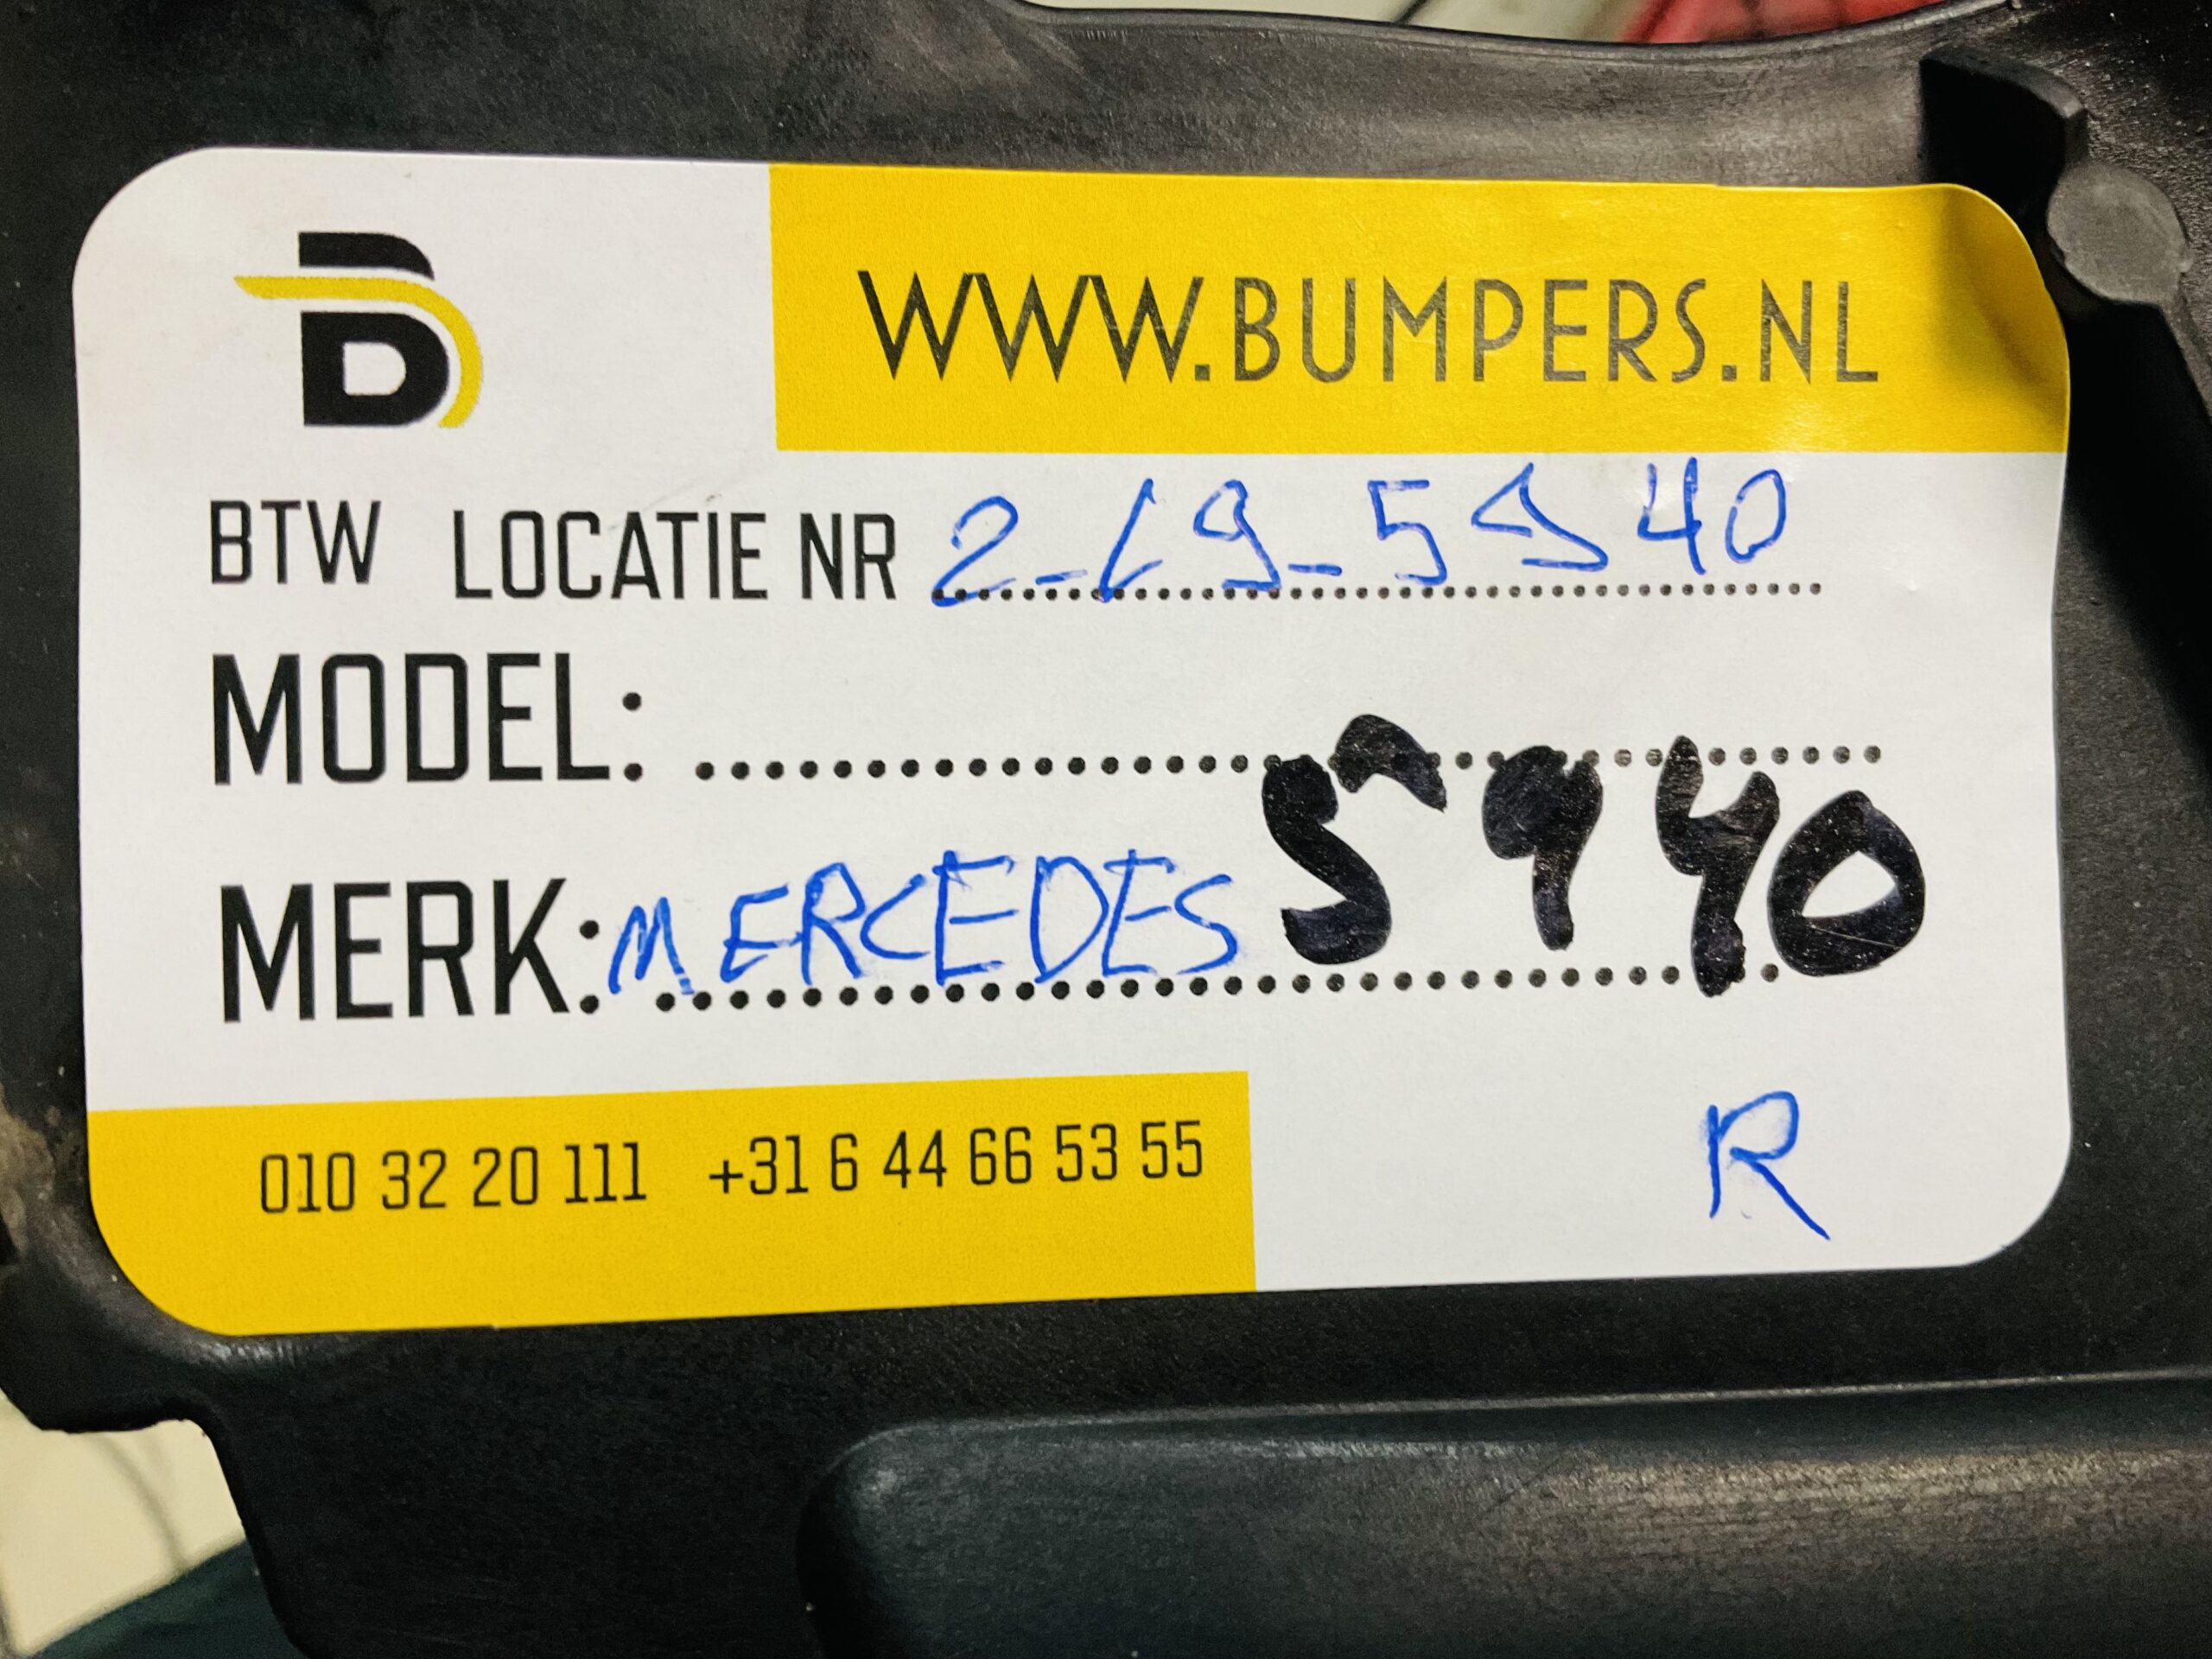 B
WWW.BUMPERS.NL
BTW LOCATIE NR 2-19-5940
MODEL:
5940
MERK: MERCEDES
010 32 20 111 +31 6 44 66 53 55
R